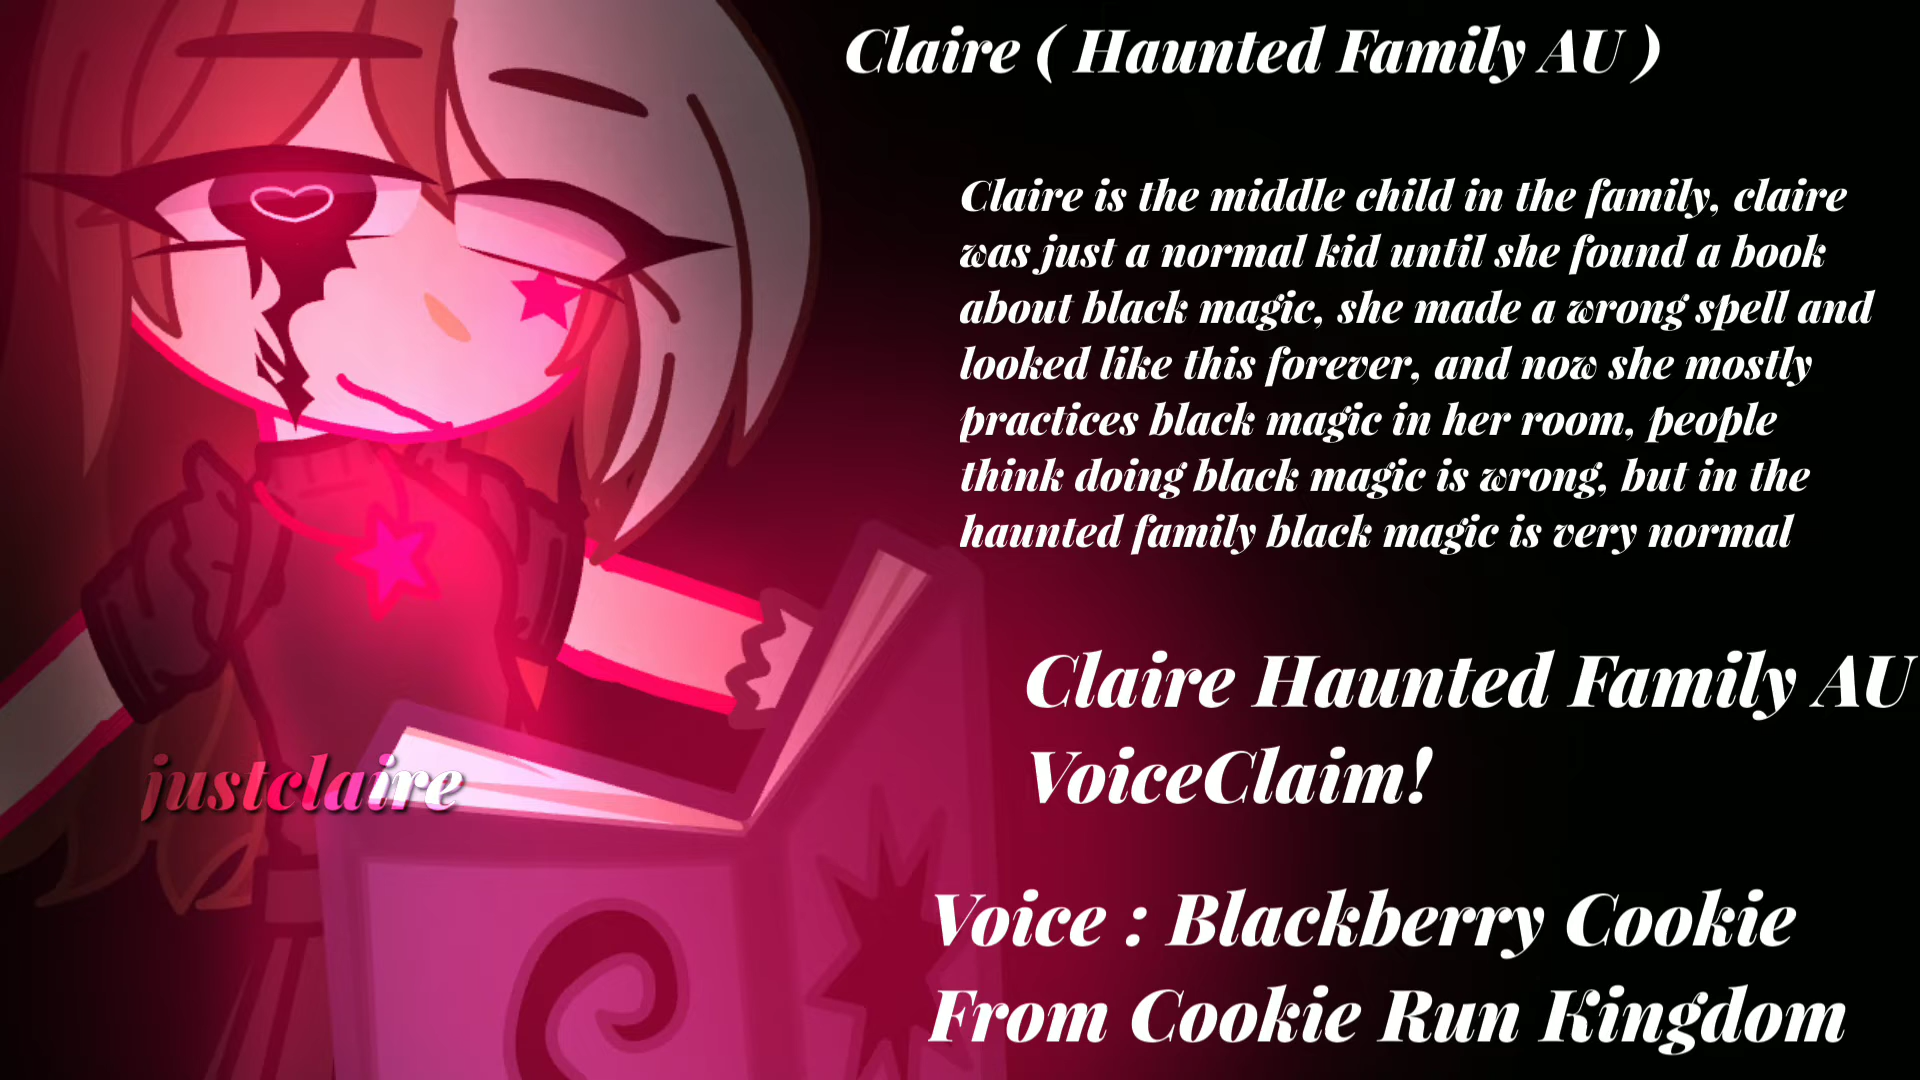 Claire ( Haunted Family AU )
Claire is the middle child in the family, claire
was just a normal kid until she found a book
about black magic, she made a wrong spell and
looked like this forever, and now she mostly
practices black magic in her room, people
think doing black magic is wrong, but in the
haunted family black magic is very normal
Claire Haunted Family AU
VoiceClaim!
justclaire
Voice : Blackberry Cookie
From Cookie Run Kingdom